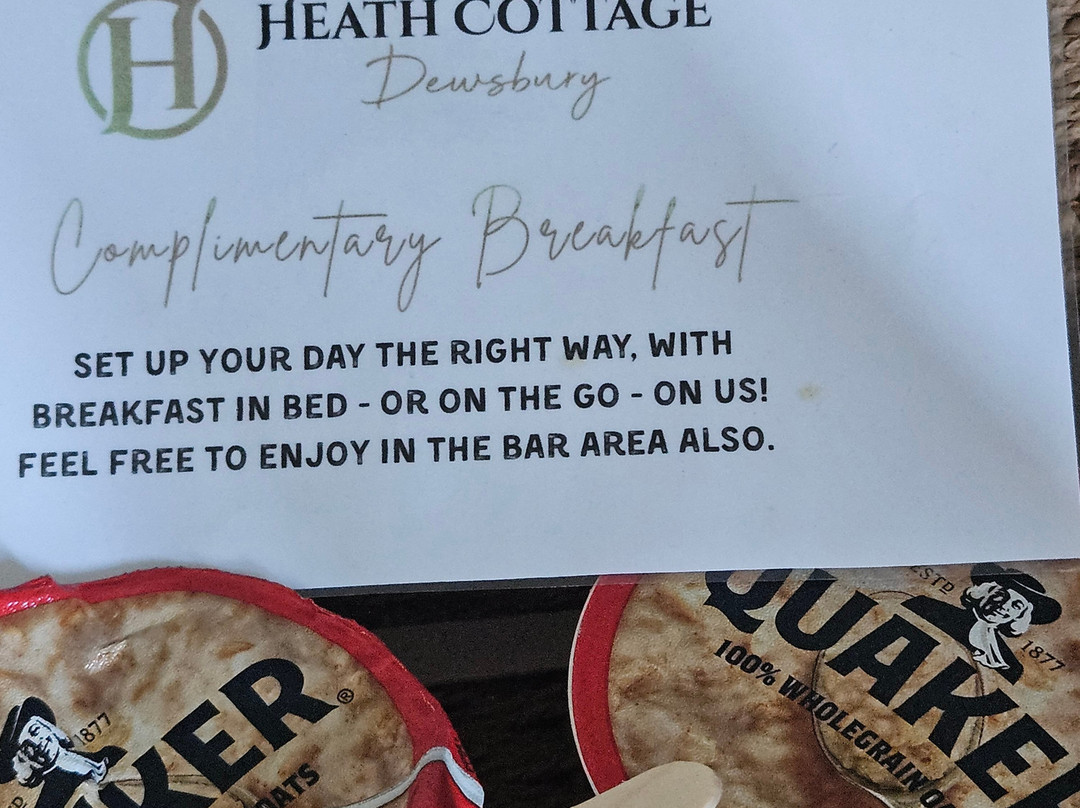 H
HEATH COTTAGE
Dewsbury
Complimentary Breakfast
SET UP YOUR DAY THE RIGHT WAY, WITH
BREAKFAST IN BED - OR ON THE GO - ON US!
FEEL FREE TO ENJOY IN THE BAR AREA ALSO.
1877
KER®
OATS
ESTD
1877
QUAKE
100% WHOLEGRAIN O